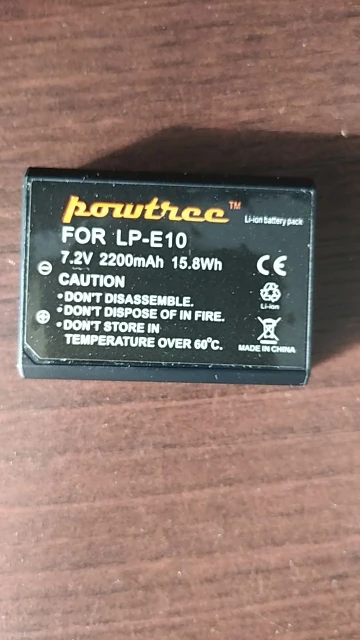 powtree™
Li-ion battery pack
FOR LP-E10
7.2V 2200mAh 15.8Wh
CE
CAUTION
•DON'T DISASSEMBLE.
•DON'T DISPOSE OF IN FIRE.
•DON'T STORE IN
TEMPERATURE OVER 60°C.
Li-ion
MADE IN CHINA